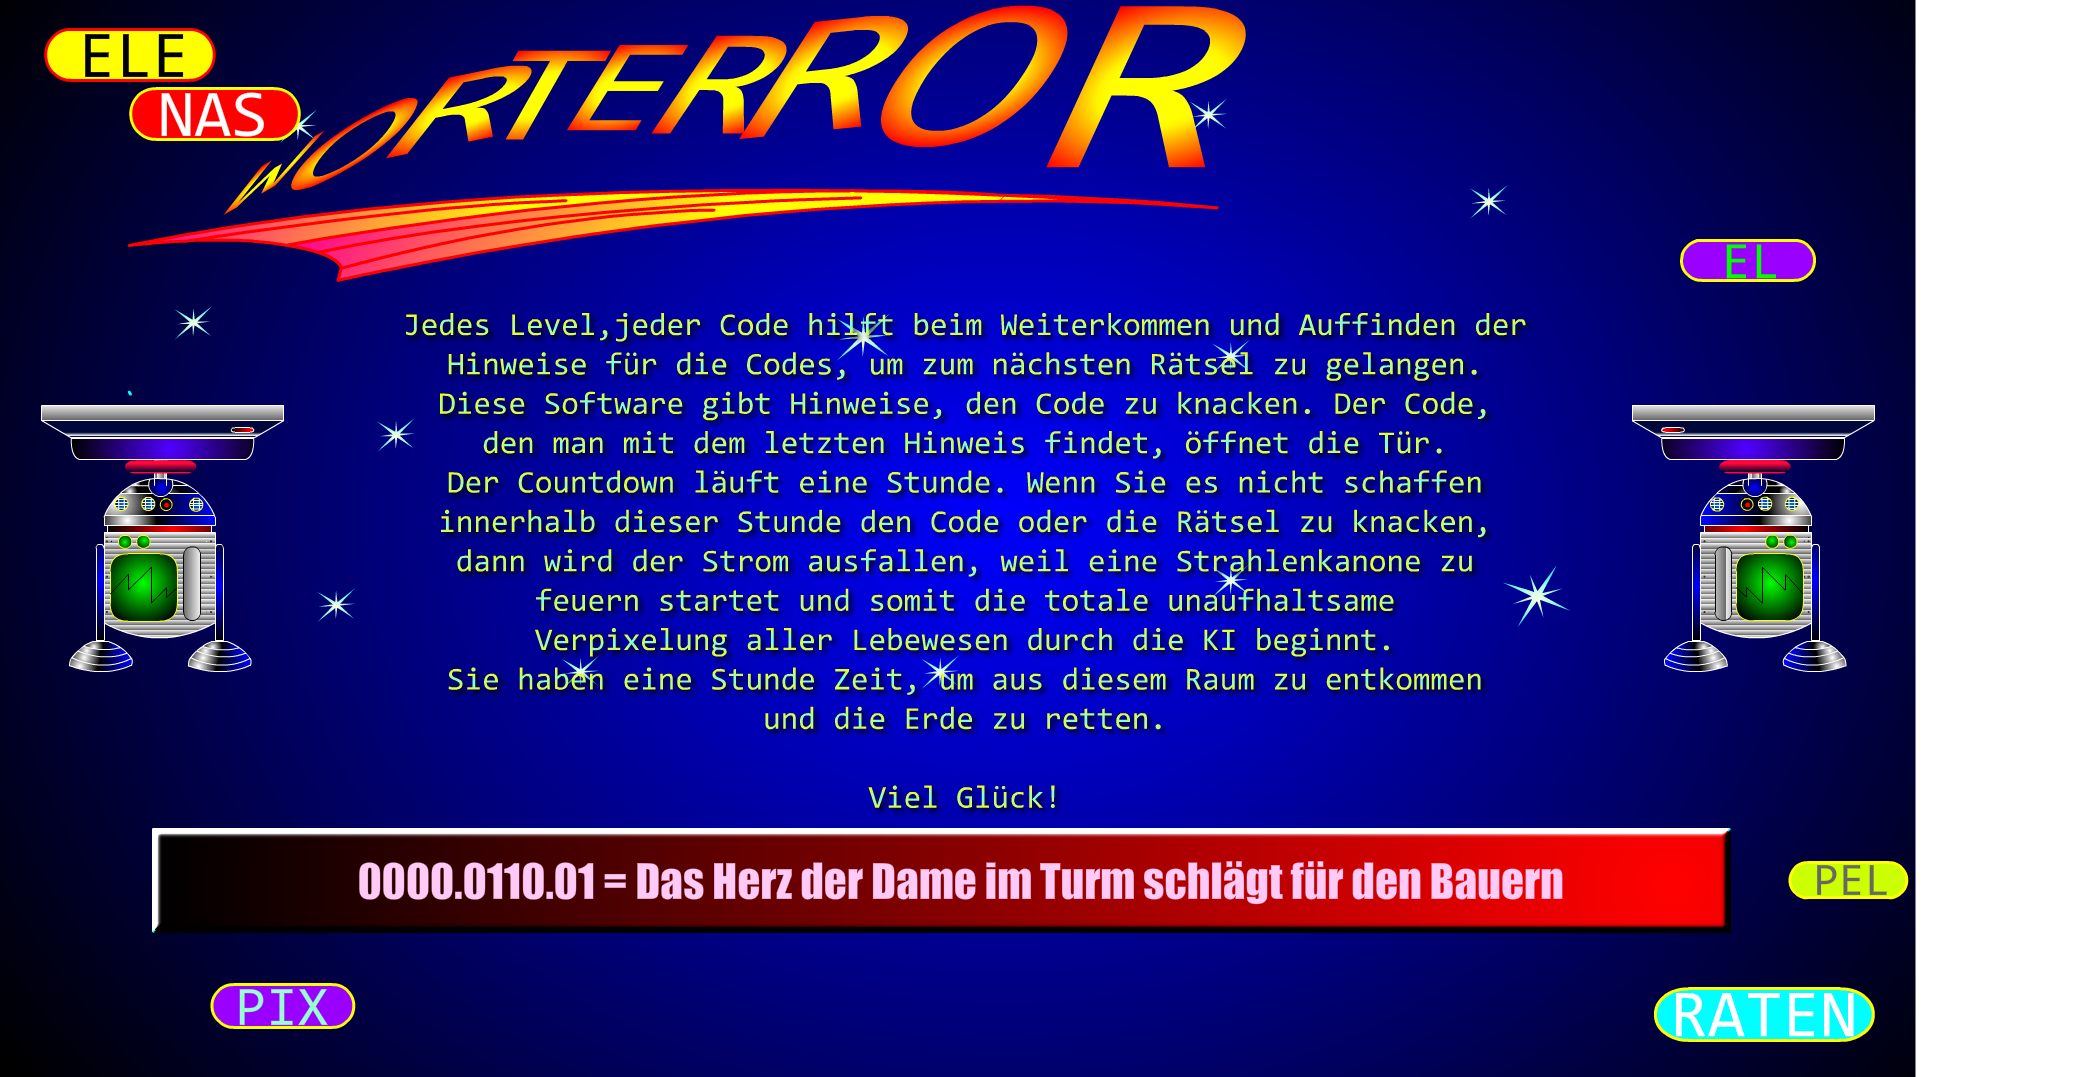 ELE
NAS
WORTERROR
EL
Jedes Level,jeder Code hilft beim Weiterkommen und Auffinden der
Hinweise für die Codes, um zum nächsten Rätsel zu gelangen.
Diese Software gibt Hinweise, den Code zu knacken. Der Code,
den man mit dem letzten Hinweis findet, öffnet die Tür.
Der Countdown läuft eine Stunde. Wenn Sie es nicht schaffen
innerhalb dieser Stunde den Code oder die Rätsel zu knacken,
dann wird der Strom ausfallen, weil eine Strahlenkanone zu
feuern startet und somit die totale unaufhaltsame
Verpixelung aller Lebewesen durch die KI beginnt.
Sie haben eine Stunde Zeit, um aus diesem Raum zu entkommen
und die Erde zu retten.
Viel Glück!
0000.0110.01 = Das Herz der Dame im Turm schlägt für den Bauern
PEL
PIX
RATEN